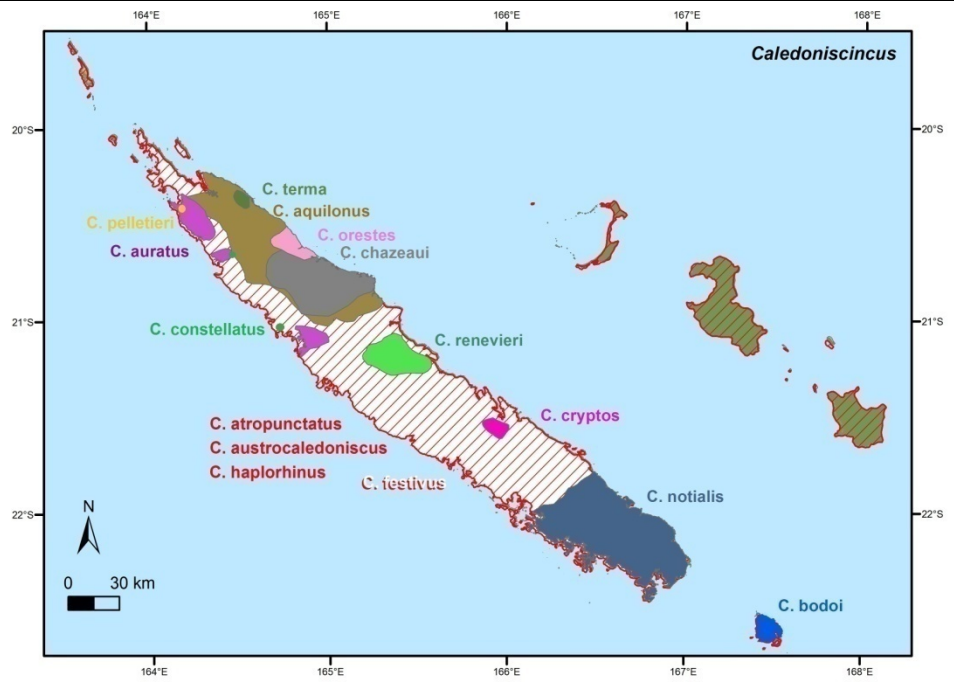 164°E 165°E 166°E 167°E 168°E
Caledoniscincus
20°S 20°S
C. terma
C. aquilonus
C. pelletieri
C. orestes
C. auratus
C. chazeaui
21°S 21°S
C. constellatus
C. renevieri
C. cryptos
C. atropunctatus
C. austrocaledoniscus
C. haplorhinus
C. festivus
C. notialis
N
22°S 22°S
0 30 km
C. bodoi
164°E 165°E 166°E 167°E 168°E